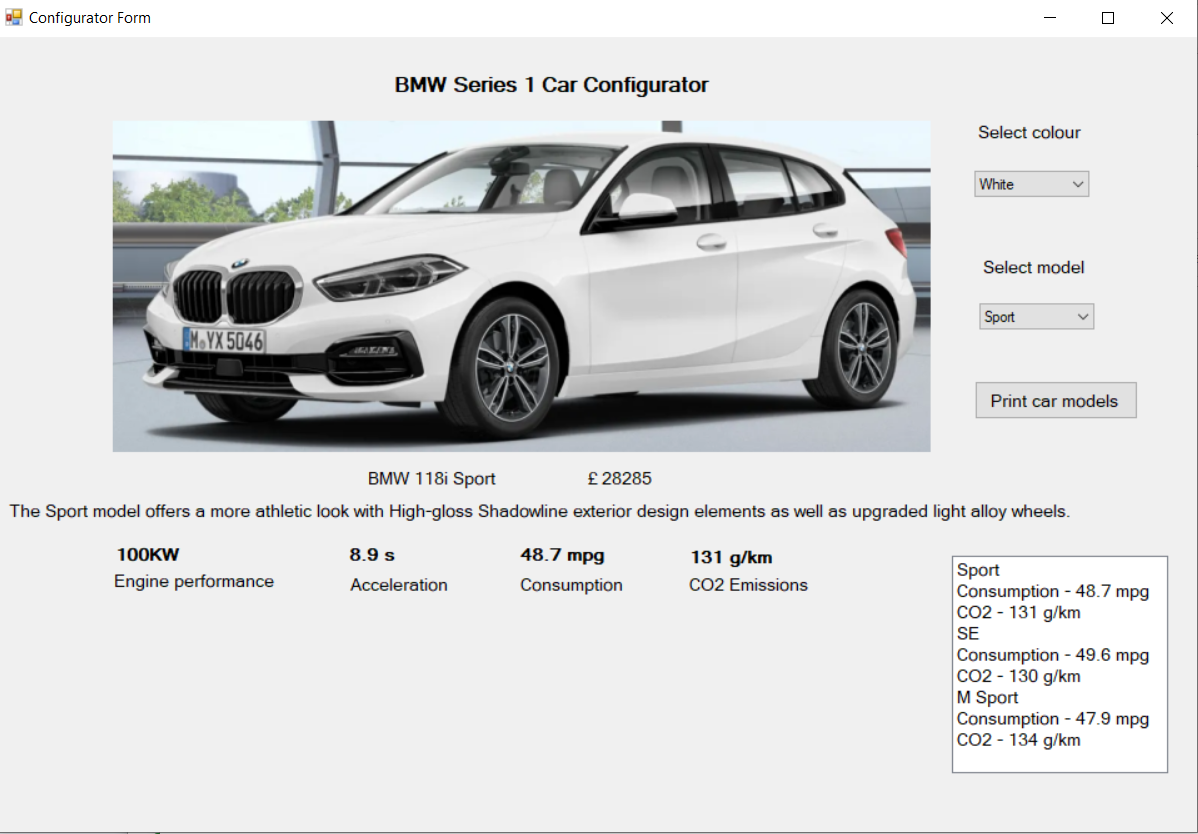 Configurator Form
BMW Series 1 Car Configurator
Select colour
White
Select model
Sport
M YX 5046
Print car models
BMW 118i Sport
£ 28285
The Sport model offers a more athletic look with High-gloss Shadowline exterior design elements as well as upgraded light alloy wheels.
100KW
8.9 s
48.7 mpg
131 g/km
Engine performance
Acceleration
Consumption
CO2 Emissions
Sport
Consumption - 48.7 mpg
CO2 - 131 g/km
SE
Consumption - 49.6 mpg
CO2 - 130 g/km
M Sport
Consumption - 47.9 mpg
CO2 - 134 g/km